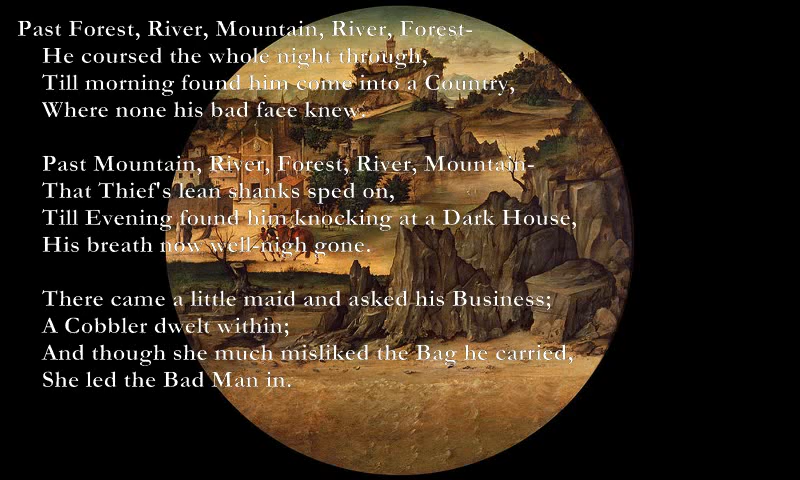 Past Forest, River, Mountain, River, Forest-
He coursed the whole night through,
Till morning found him come into a Country,
Where none his bad face knew.
Past Mountain, River, Forest, River, Mountain-
That Thief's lean shanks sped on,
Till Evening found him knocking at a Dark House,
His breath now well-nigh gone.
There came a little maid and asked his Business;
A Cobbler dwelt within;
And though she much misliked the Bag he carried,
She led the Bad Man in.